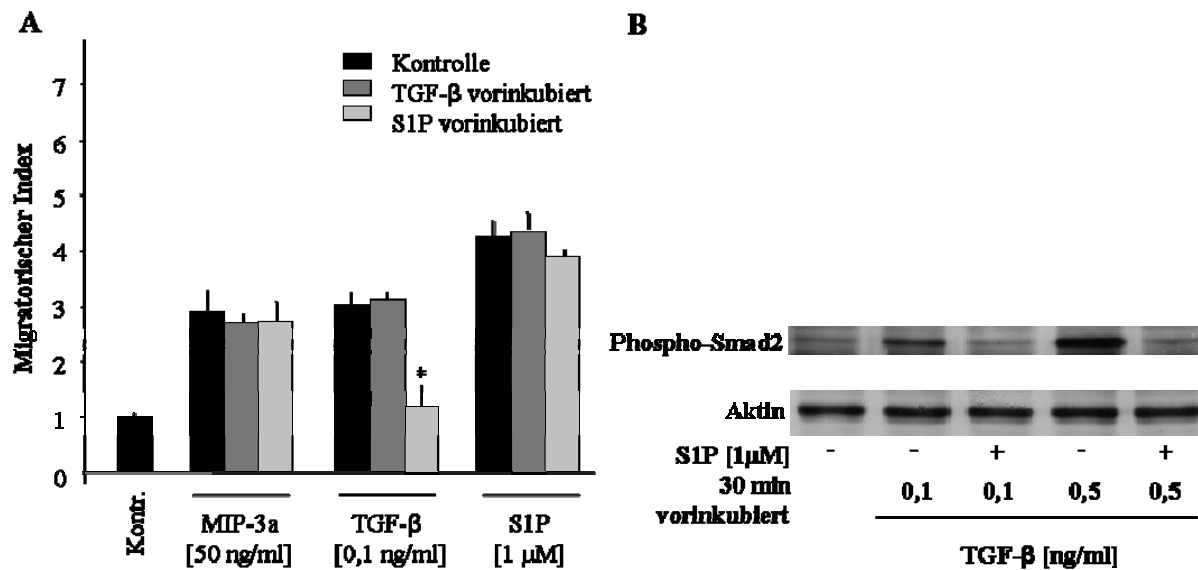 A
Kontrolle
TGF-β vorinkubiert
S1P vorinkubiert
Migratorischer Index
7
6
5
4
3
2
1
0
*
Kontr.
MIP-3a
[50 ng/ml]
TGF-β
[0,1 ng/ml]
S1P
[1 µM]
B
Phospho-Smad2
Aktin
S1P [1µM] - - + - +
30 min
vorinkubiert
0,1 0,1 0,5 0,5
TGF-β [ng/ml]